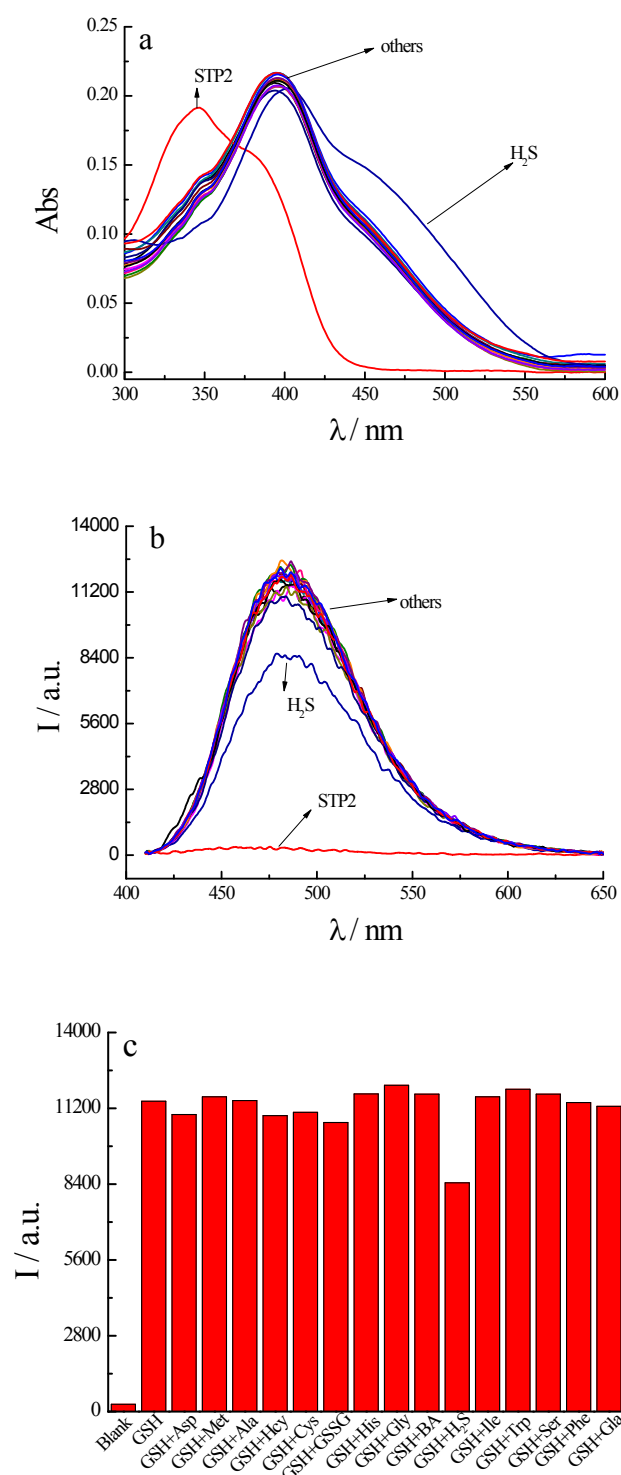 a
others
STP2
H₂S
0.25
0.20
0.15
0.10
0.05
0.00
Abs
300 350 400 450 500 550 600
λ / nm
b
others
H₂S
STP2
14000
11200
8400
5600
2800
0
I / a.u.
400 450 500 550 600 650
λ / nm
c
14000
11200
8400
5600
2800
0
I / a.u.
Blank
GSH
GSH+Asp
GSH+Met
GSH+Ala
GSH+Hcy
GSH+Cys
GSH+GSSG
GSH+His
GSH+Gly
GSH+BA
GSH+H₂S
GSH+Ile
GSH+Trp
GSH+Ser
GSH+Phe
GSH+Gla